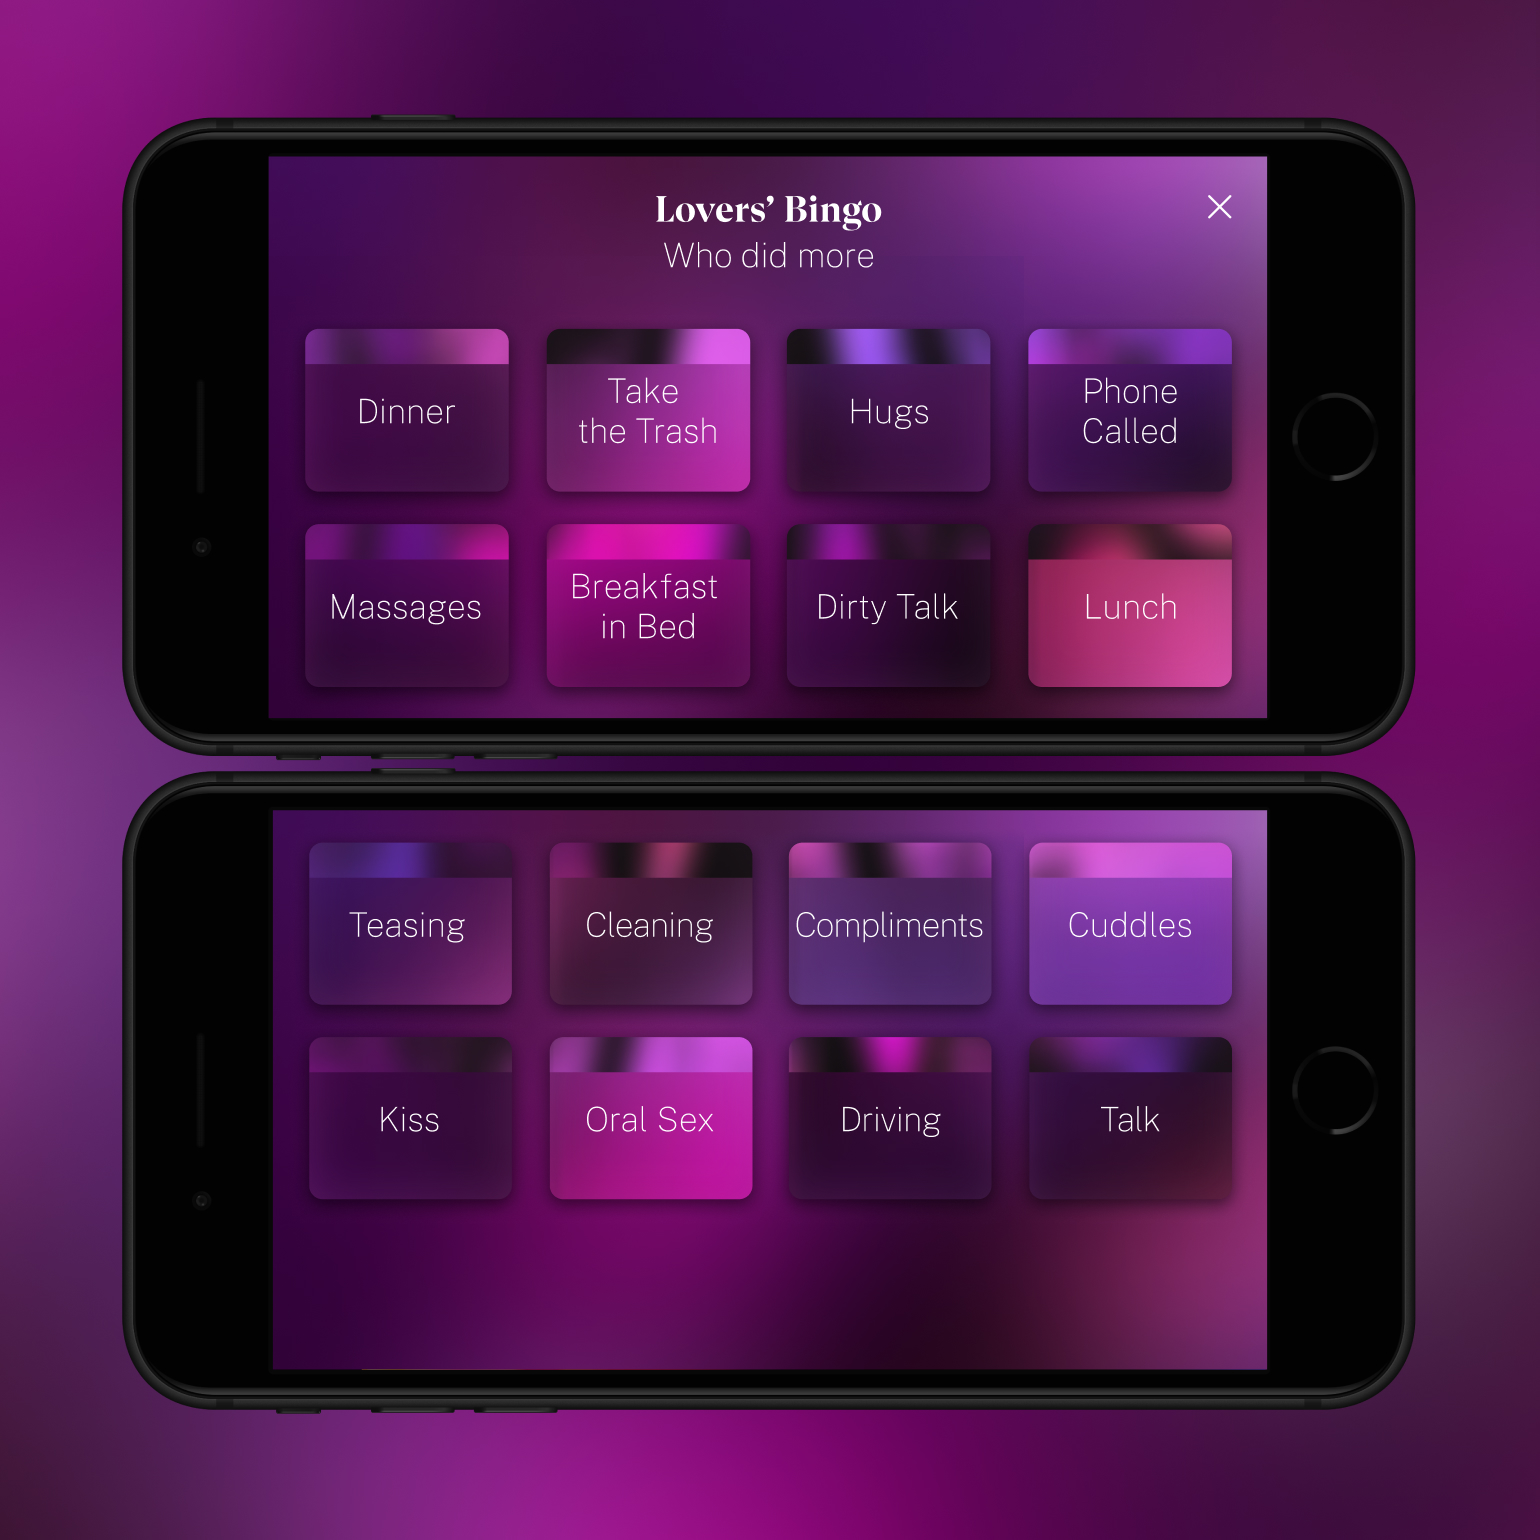 Lovers’ Bingo
Who did more
Dinner
Take
the Trash
Hugs
Phone
Called
Massages
Breakfast
in Bed
Dirty Talk
Lunch
Teasing
Cleaning
Compliments
Cuddles
Kiss
Oral Sex
Driving
Talk